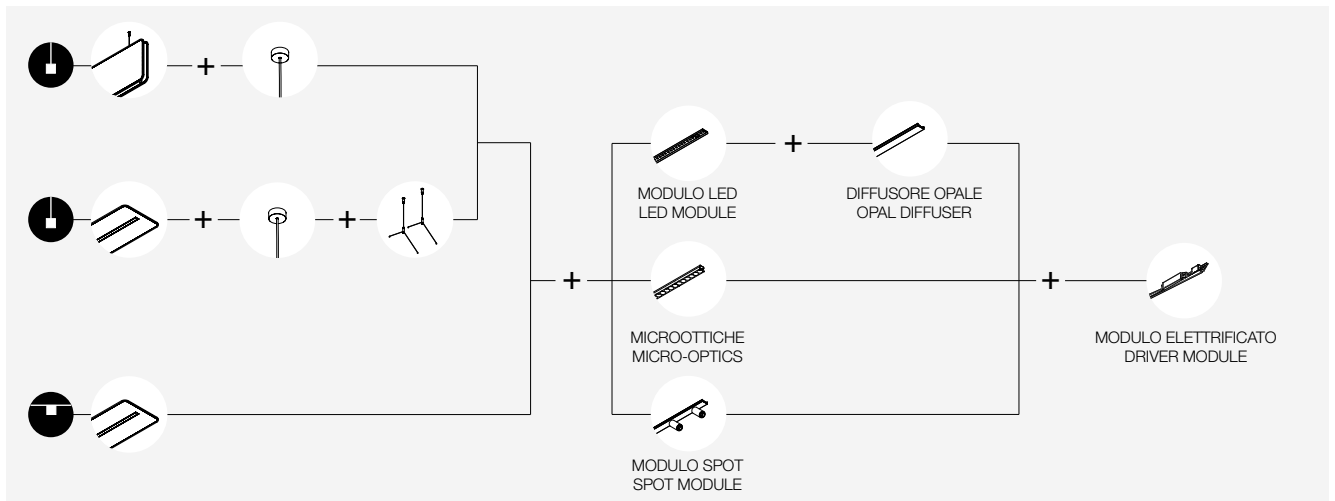 MODULO LED
LED MODULE
DIFFUSORE OPALE
OPAL DIFFUSER
MICROOTTICHE
MICRO-OPTICS
MODULO ELETTRIFICATO
DRIVER MODULE
MODULO SPOT
SPOT MODULE